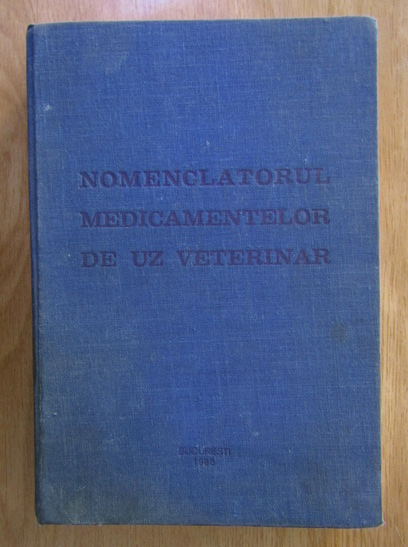 NOMENCLATORUL
MEDICAMENTELOR
DE UZ VETERINAR
BUCUREȘTI